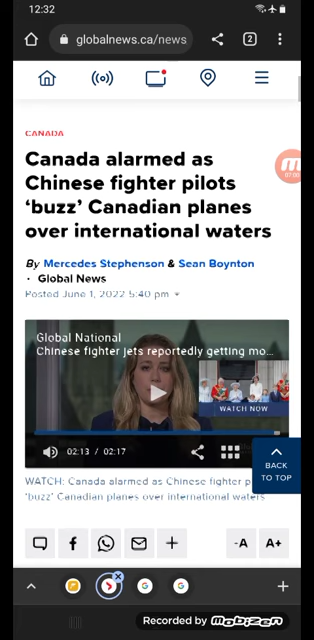 12:32
globalnews.ca/news
2
CANADA
Canada alarmed as
Chinese fighter pilots
‘buzz’ Canadian planes
over international waters
By Mercedes Stephenson & Sean Boynton
· Global News
Posted June 1, 2022 5:40 pm
Global National
Chinese fighter jets reportedly getting mo...
WATCH NOW
02:13 / 02:17
BACK
TO TOP
WATCH: Canada alarmed as Chinese fighter p
'buzz' Canadian planes over international waters
-A
A+
Recorded by Mobizen